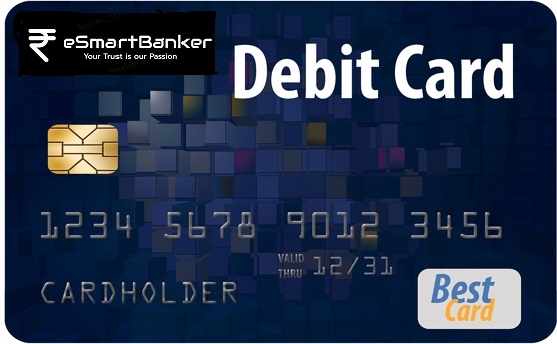 ₹ eSmartBanker
Your Trust is our Passion
Debit Card
1234 5678 9012 3456
VALID
THRU 12/31
CARDHOLDER
Best
Card